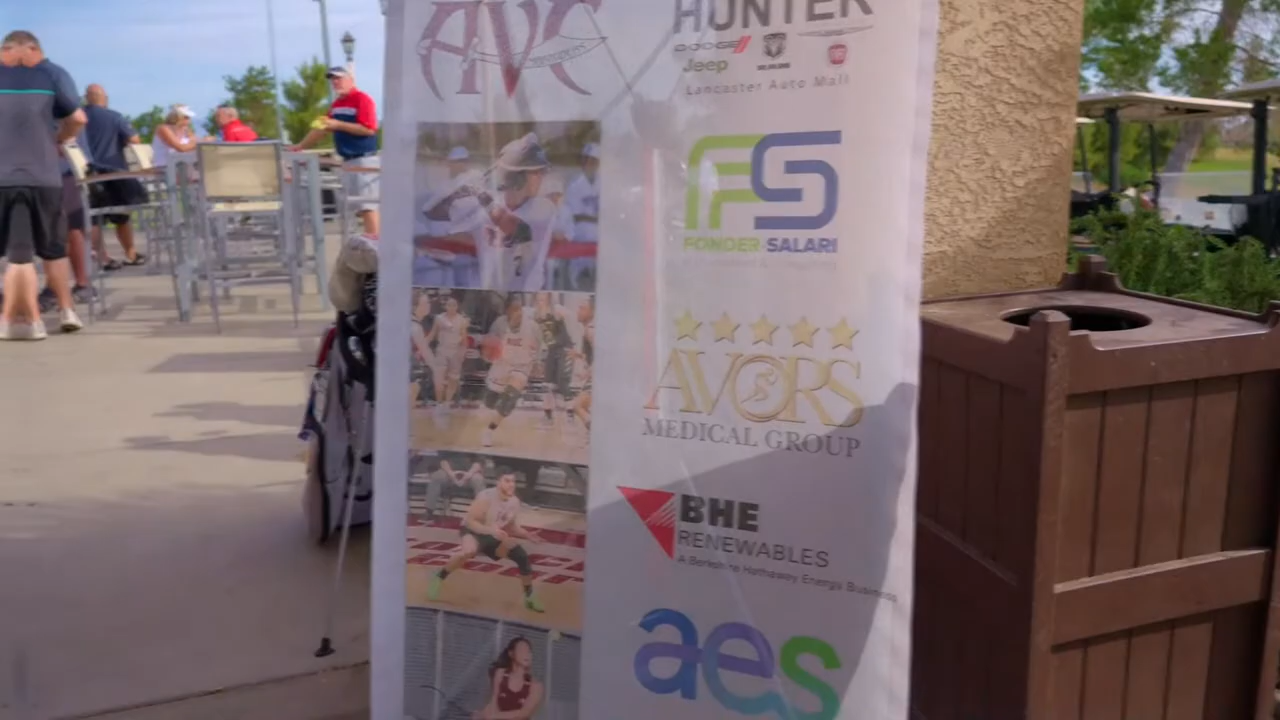 AVC
HUNTER
DODGE
Jeep
Lancaster Auto Mall
FS
FONDER-SALARI
AVORS
MEDICAL GROUP
BHE
RENEWABLES
A Berkshire Hathaway Energy Business
aes